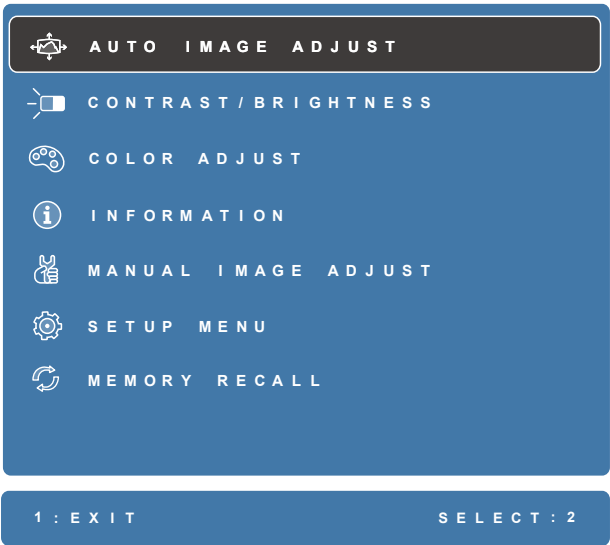 AUTO IMAGE ADJUST
CONTRAST/BRIGHTNESS
COLOR ADJUST
INFORMATION
MANUAL IMAGE ADJUST
SETUP MENU
MEMORY RECALL
1:EXIT SELECT:2